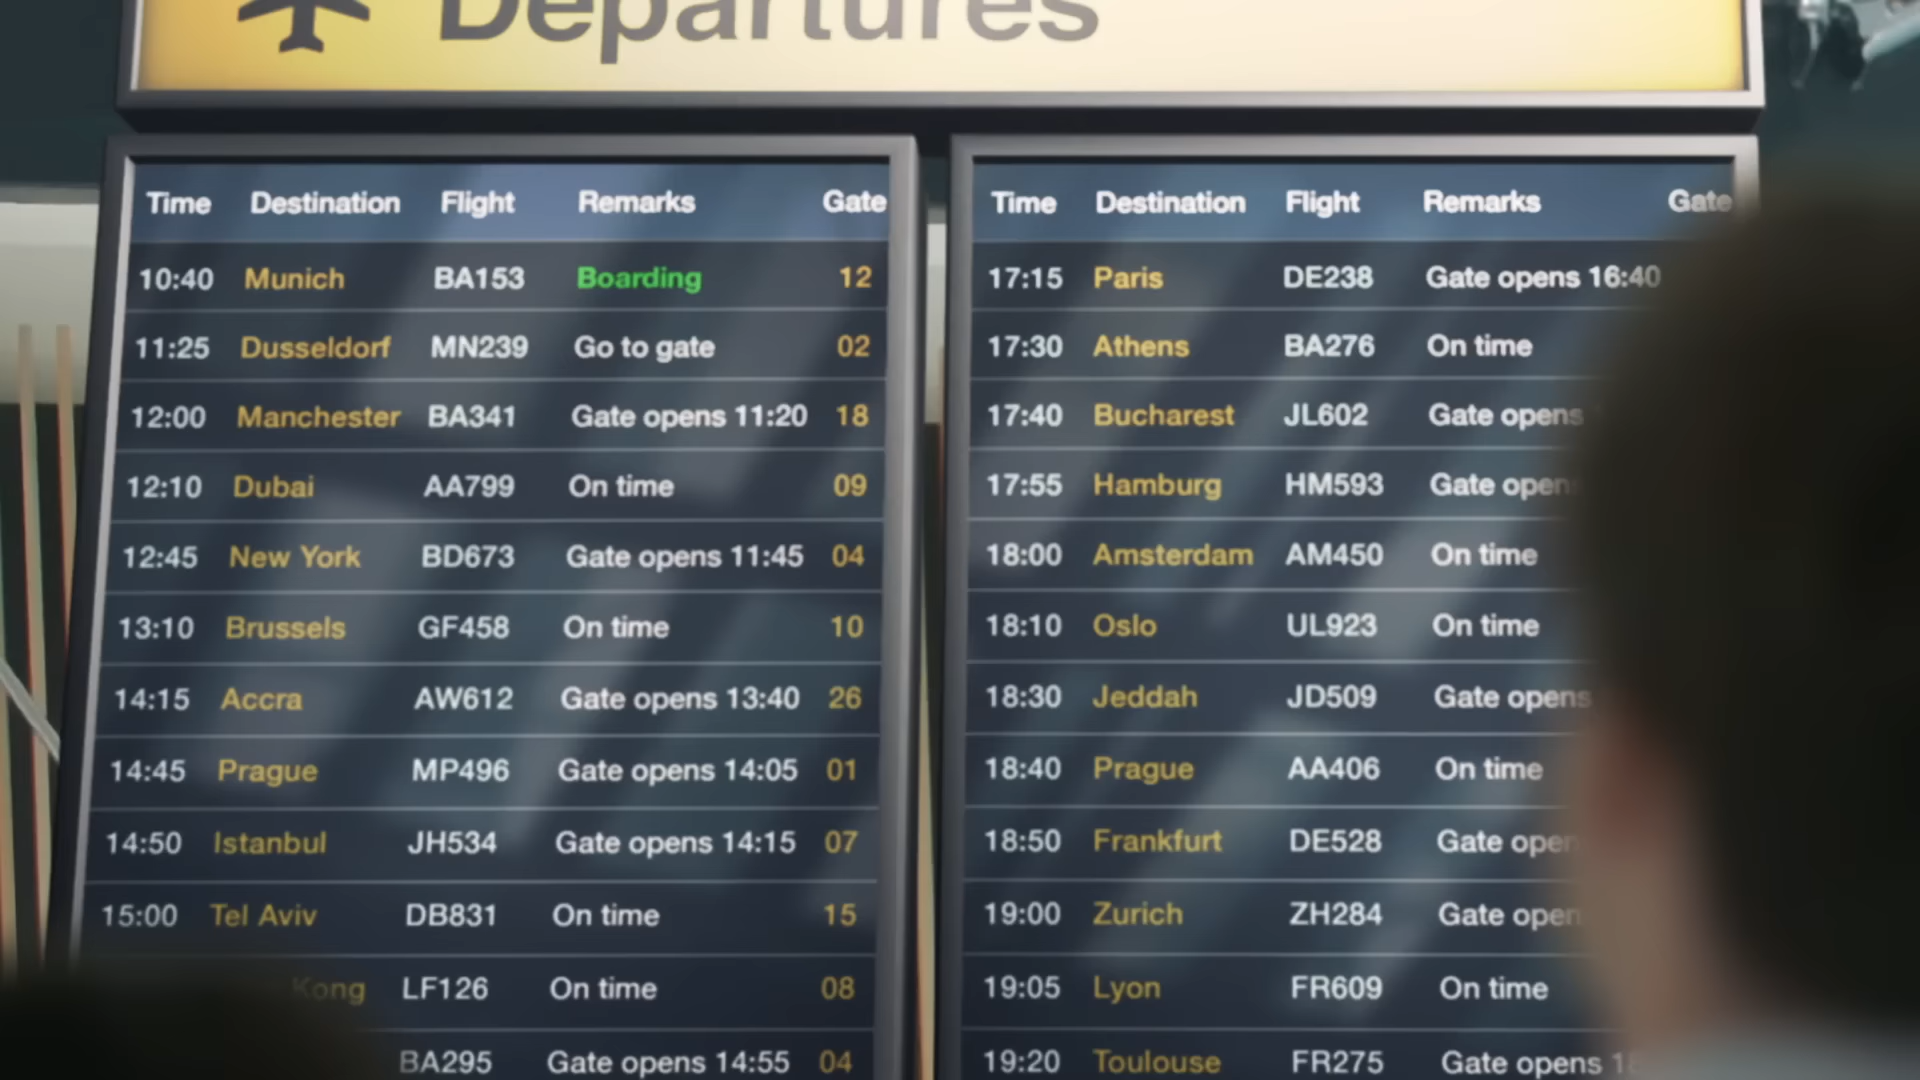 Departures
Time Destination Flight Remarks Gate
10:40 Munich BA153 Boarding 12
11:25 Dusseldorf MN239 Go to gate 02
12:00 Manchester BA341 Gate opens 11:20 18
12:10 Dubai AA799 On time 09
12:45 New York BD673 Gate opens 11:45 04
13:10 Brussels GF458 On time 10
14:15 Accra AW612 Gate opens 13:40 26
14:45 Prague MP496 Gate opens 14:05 01
14:50 Istanbul JH534 Gate opens 14:15 07
15:00 Tel Aviv DB831 On time 15
Kong LF126 On time 08
BA295 Gate opens 14:55 04
Time Destination Flight Remarks Gate
17:15 Paris DE238 Gate opens 16:40
17:30 Athens BA276 On time
17:40 Bucharest JL602 Gate opens
17:55 Hamburg HM593 Gate open
18:00 Amsterdam AM450 On time
18:10 Oslo UL923 On time
18:30 Jeddah JD509 Gate opens
18:40 Prague AA406 On time
18:50 Frankfurt DE528 Gate open
19:00 Zurich ZH284 Gate open
19:05 Lyon FR609 On time
19:20 Toulouse FR275 Gate opens